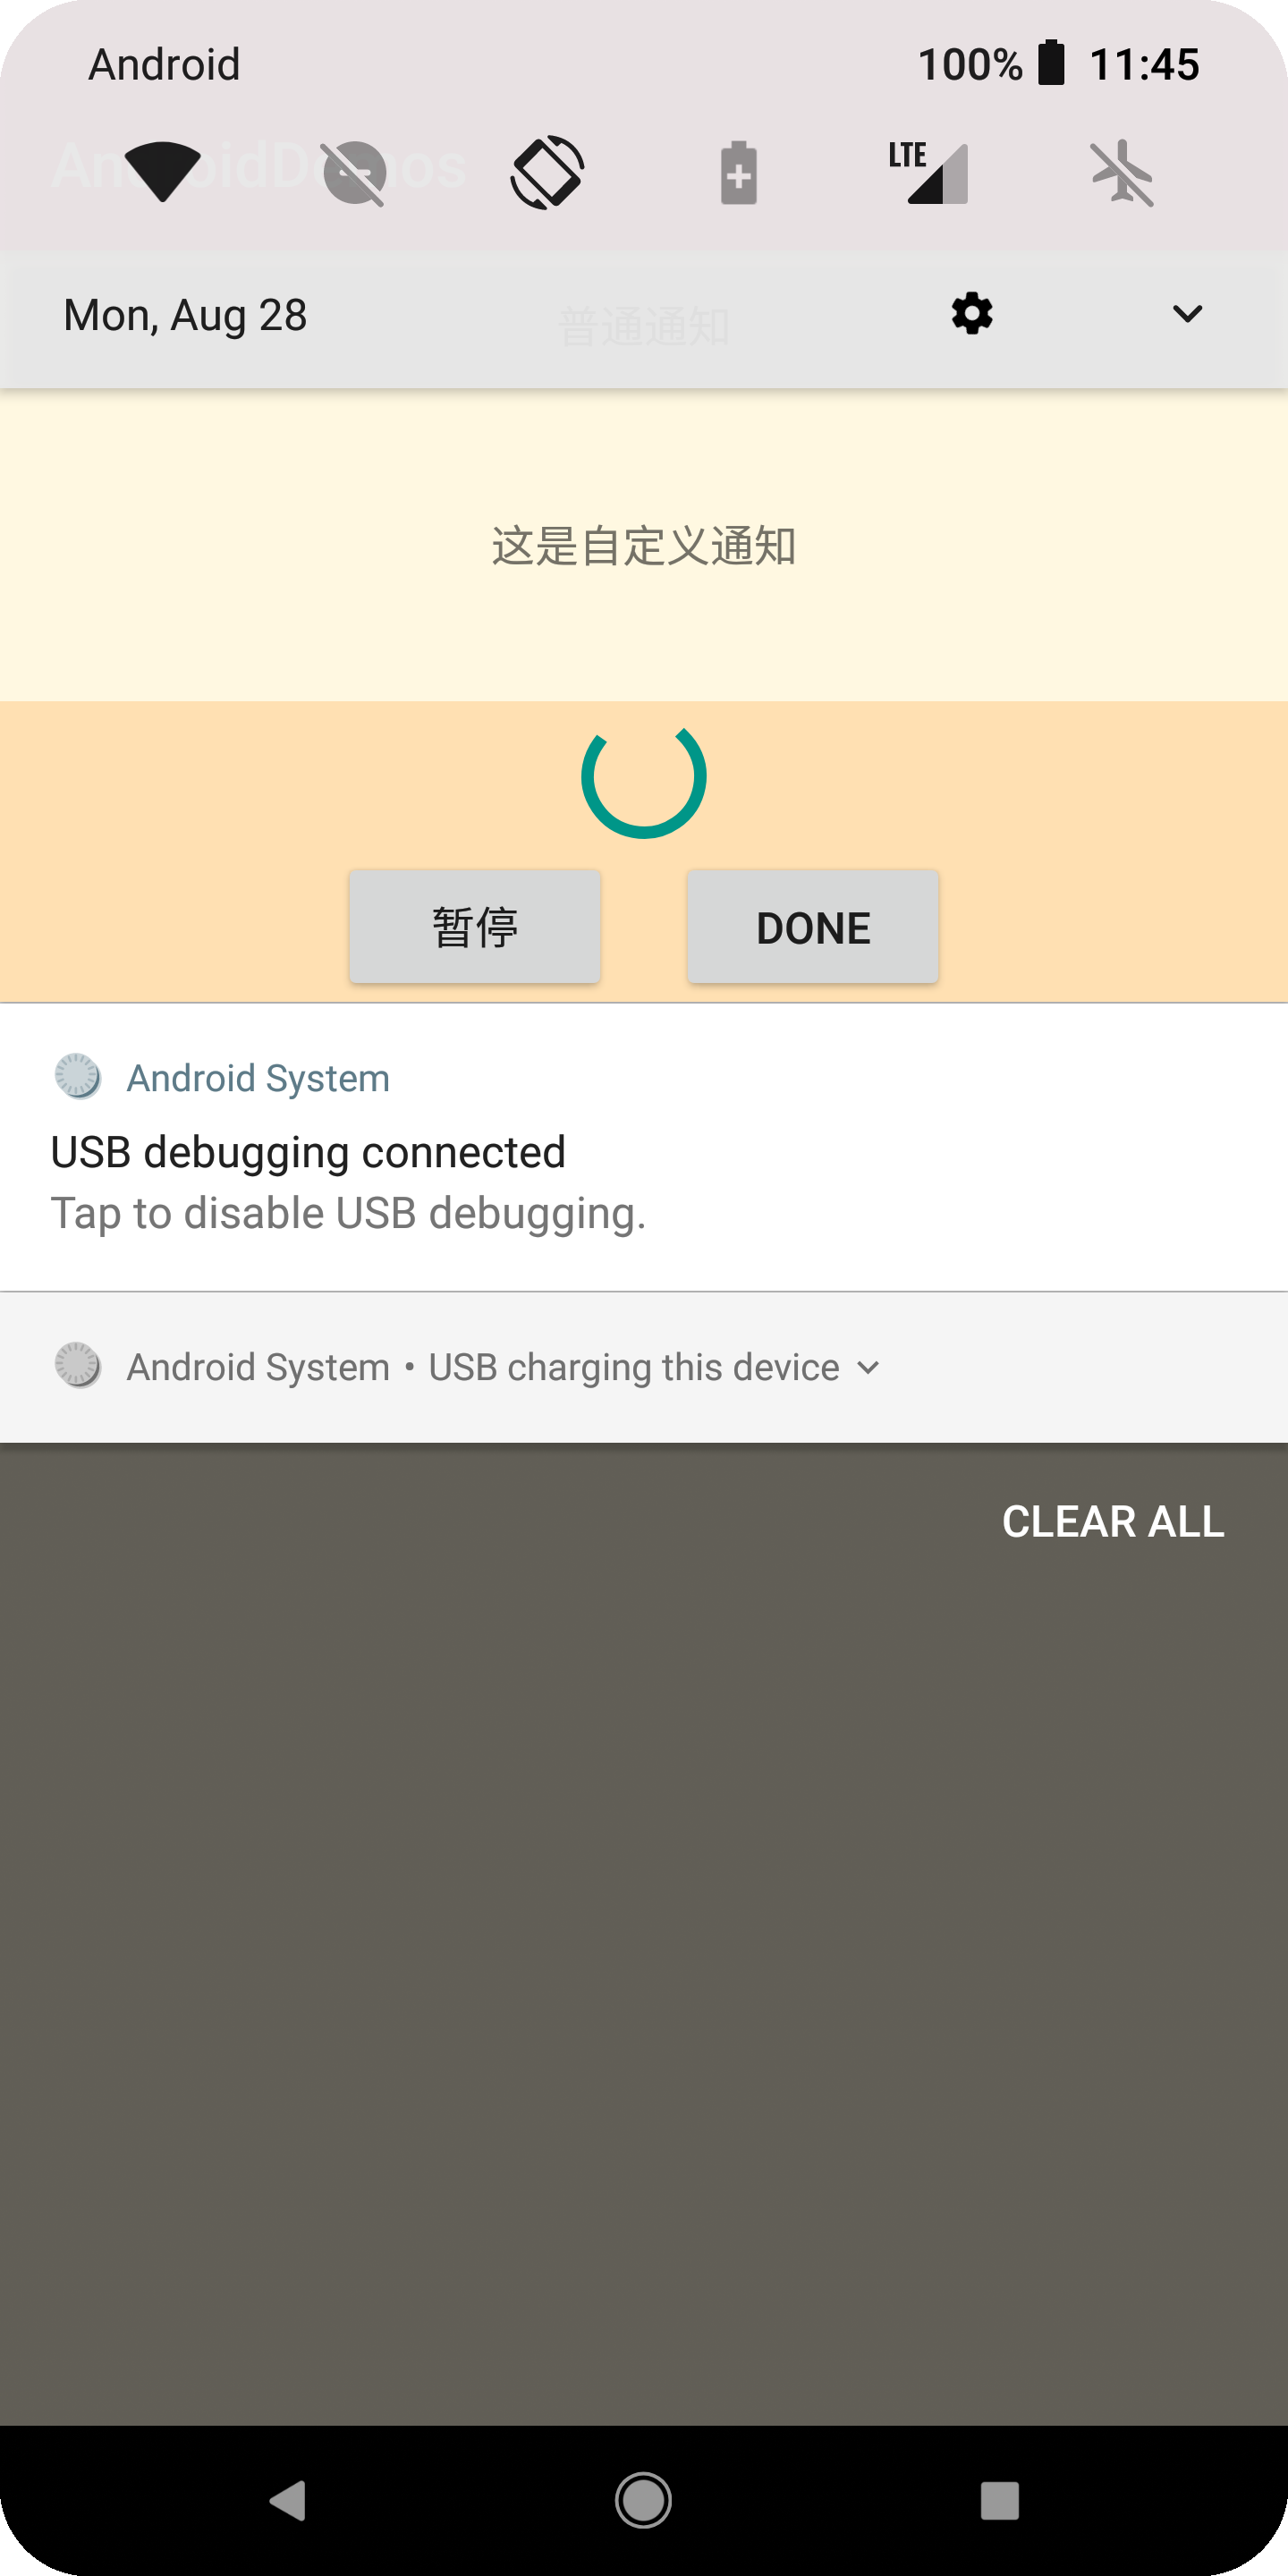 Android 100% 11:45
AndroidDemos
LTE
Mon, Aug 28
普通通知
这是自定义通知
暂停 DONE
Android System
USB debugging connected
Tap to disable USB debugging.
Android System • USB charging this device
CLEAR ALL